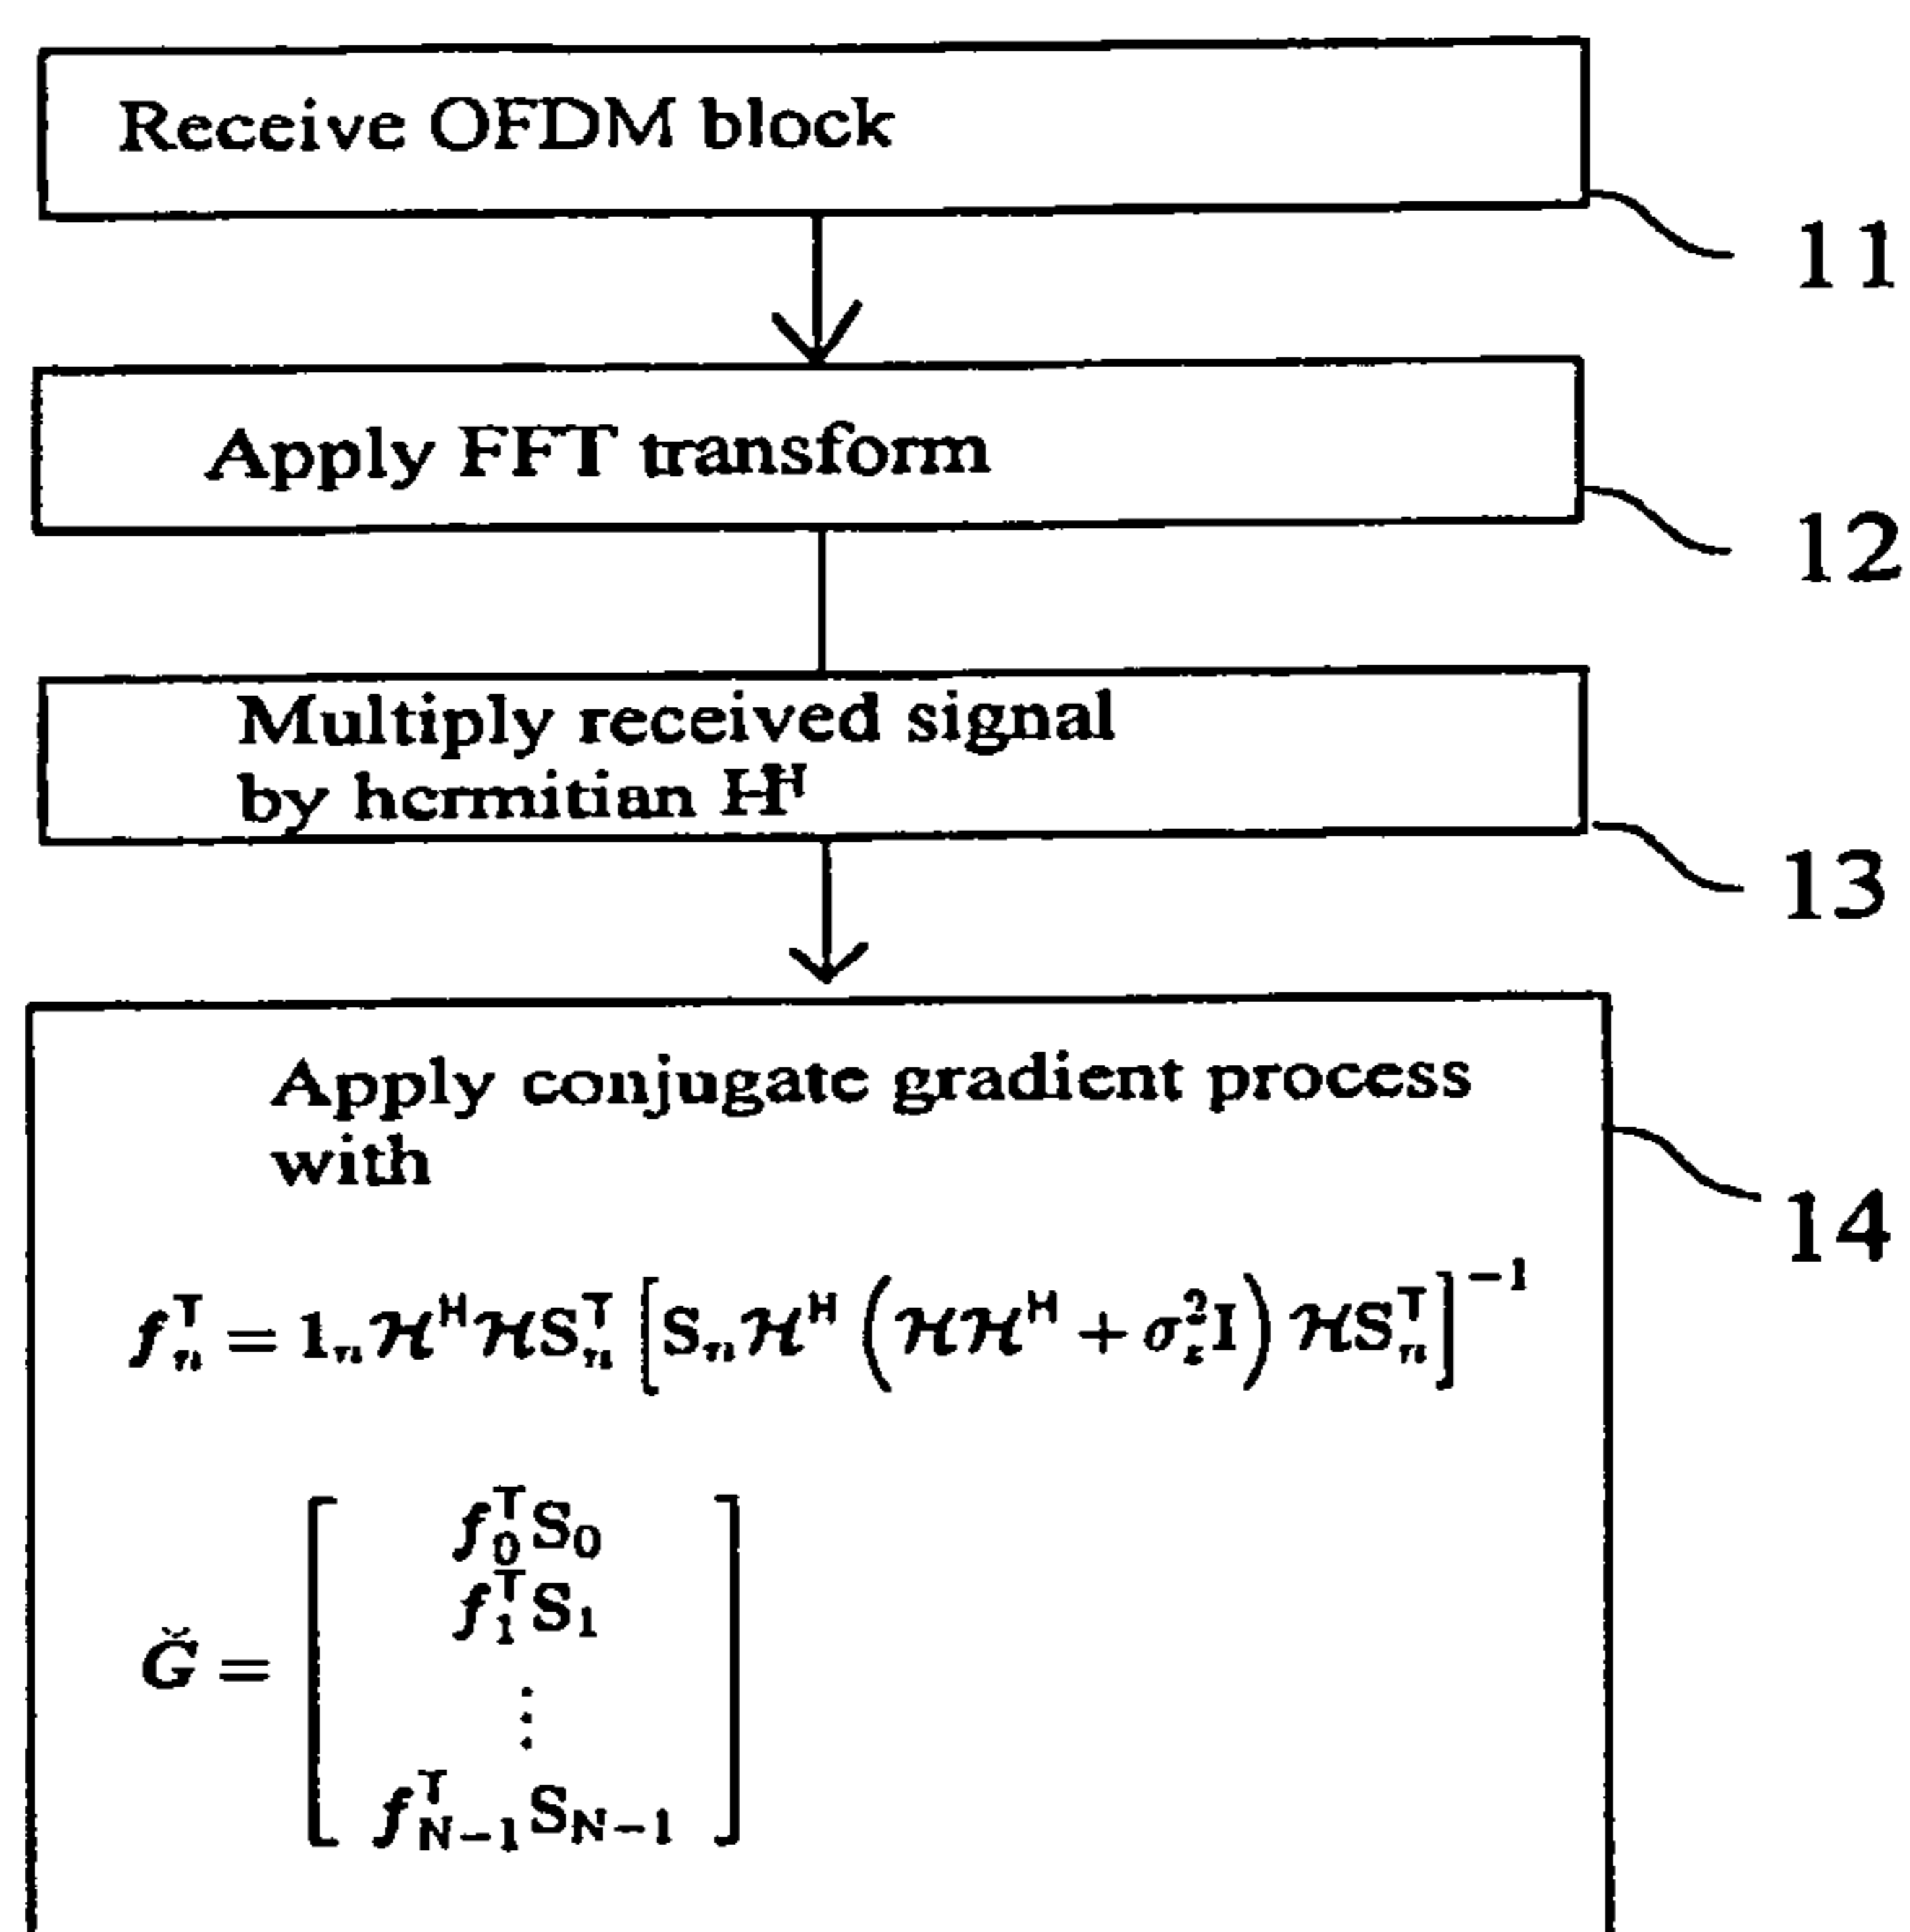 Receive OFDM block
11
Apply FFT transform
12
Multiply received signal
by hermitian H^H
13
Apply conjugate gradient process
with
14
f_n^T = 1_n ℋ^H ℋ S_n^T [ S_n ℋ^H ( ℋ ℋ^H + σ_z^2 I ) ℋ S_n^T ]^{-1}
Ğ = [ f_0^T S_0
f_1^T S_1
⋮
f_{N-1}^T S_{N-1} ]